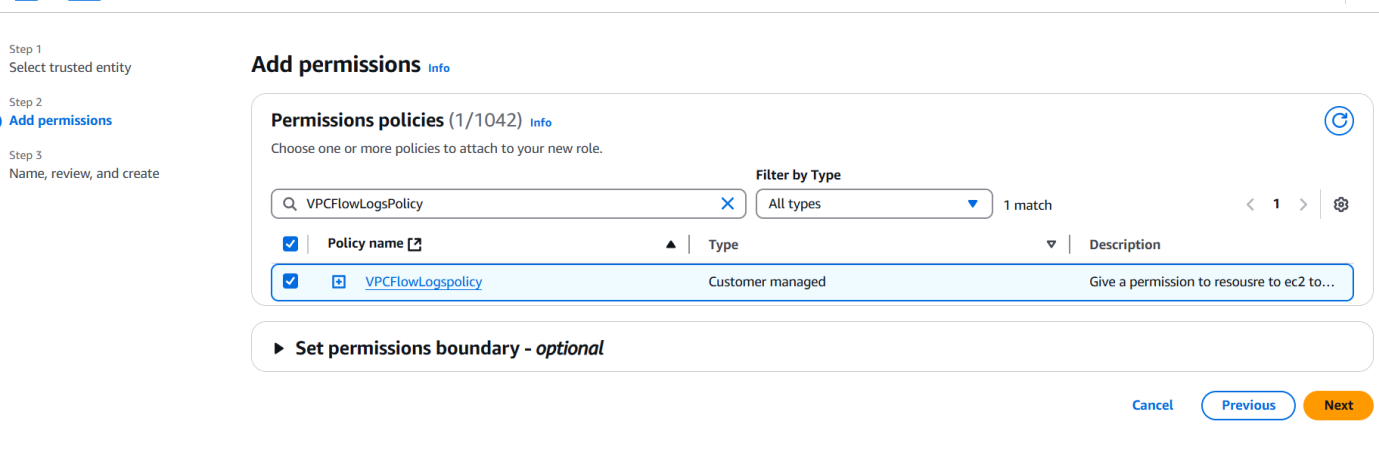 Step 1
Select trusted entity
Step 2
Add permissions
Step 3
Name, review, and create
Add permissions Info
Permissions policies (1/1042) Info
Choose one or more policies to attach to your new role.
Filter by Type
VPCFlowLogsPolicy
All types
1 match
1
Policy name
Type
Description
VPCFlowLogspolicy
Customer managed
Give a permission to resousre to ec2 to...
Set permissions boundary - optional
Cancel
Previous
Next